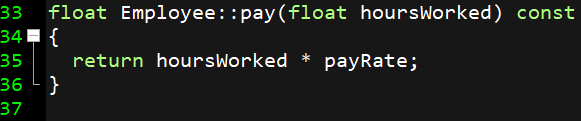 33 float Employee::pay(float hoursWorked) const
34 {
35 return hoursWorked * payRate;
36 }
37